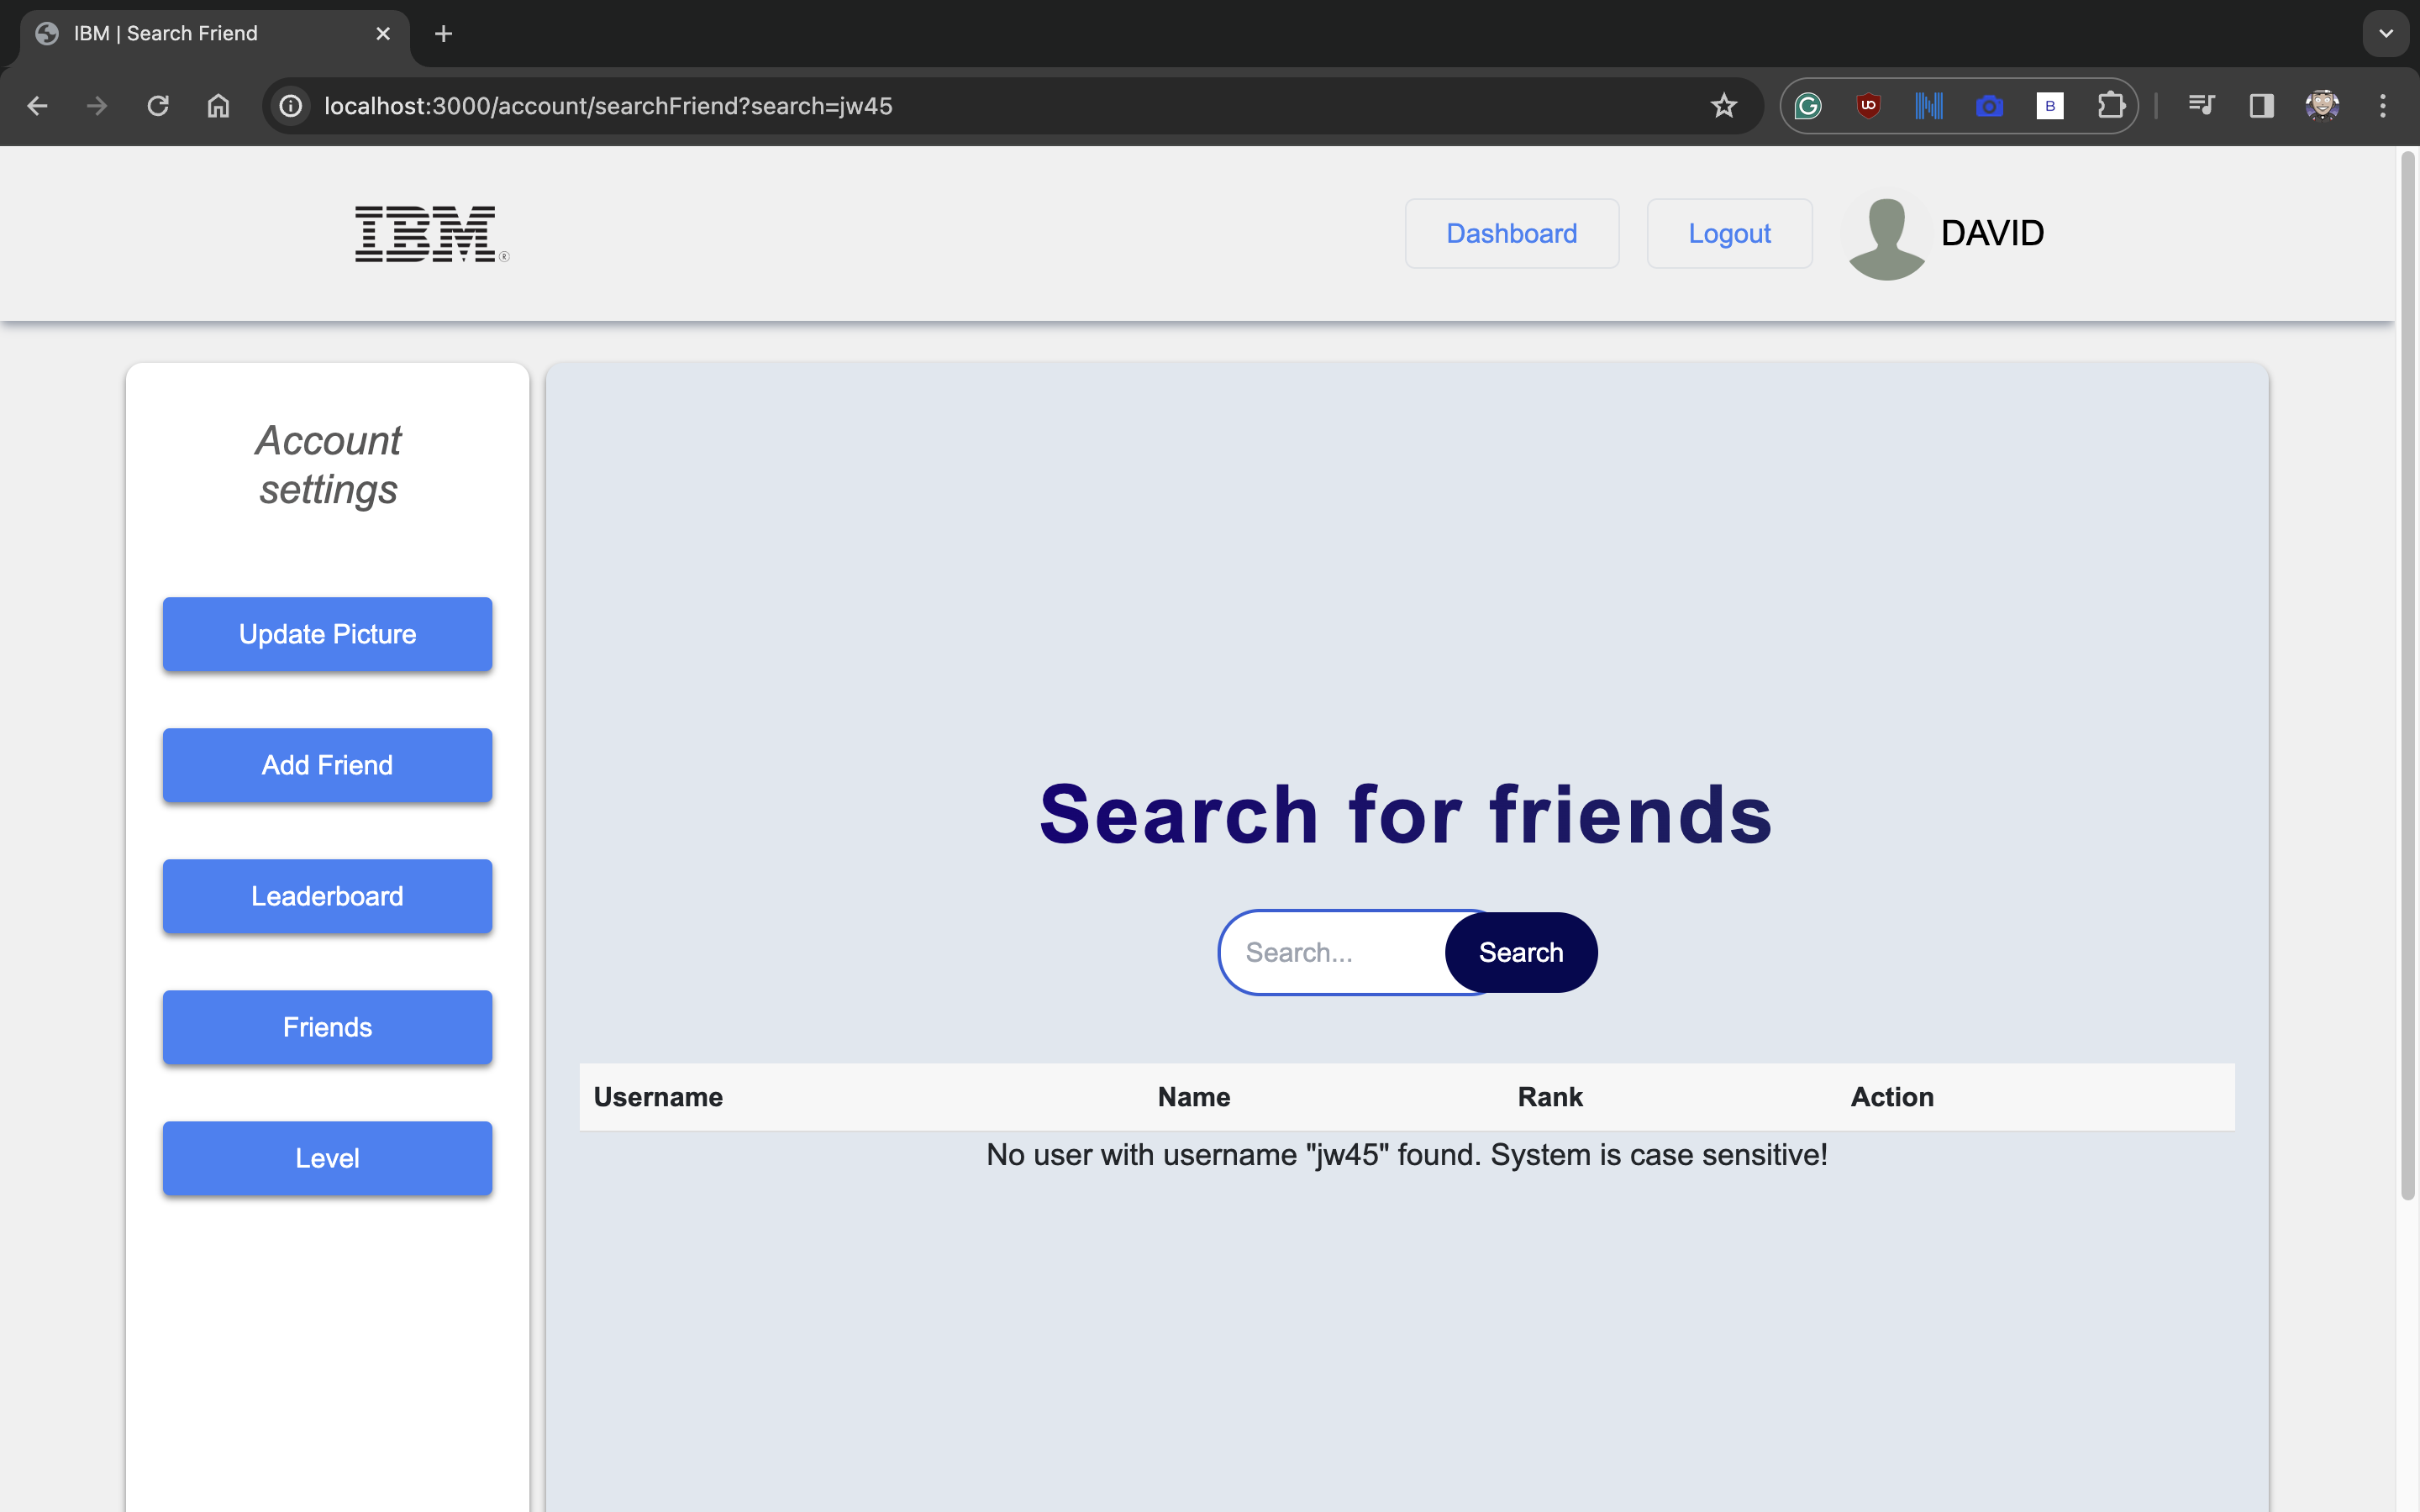 IBM | Search Friend
localhost:3000/account/searchFriend?search=jw45
IBM®
Dashboard
Logout
DAVID
Account
settings
Update Picture
Add Friend
Leaderboard
Friends
Level
Search for friends
Search...
Search
Username Name Rank Action
No user with username "jw45" found. System is case sensitive!